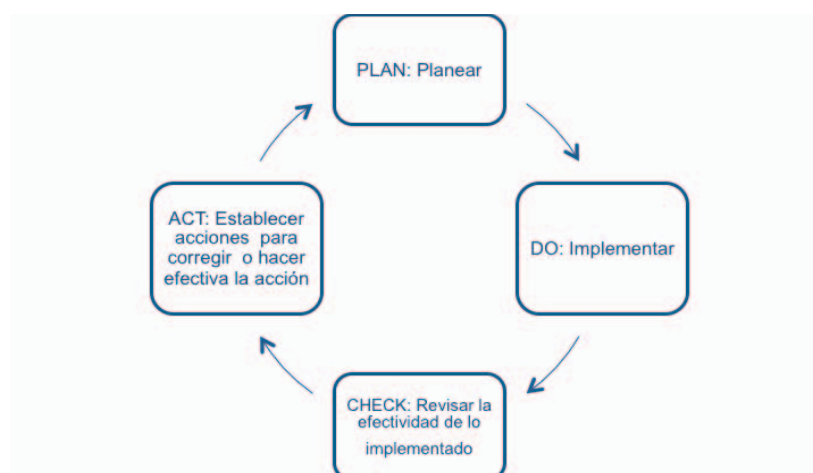 PLAN: Planear
ACT: Establecer
acciones para
corregir o hacer
efectiva la acción
DO: Implementar
CHECK: Revisar la
efectividad de lo
implementado